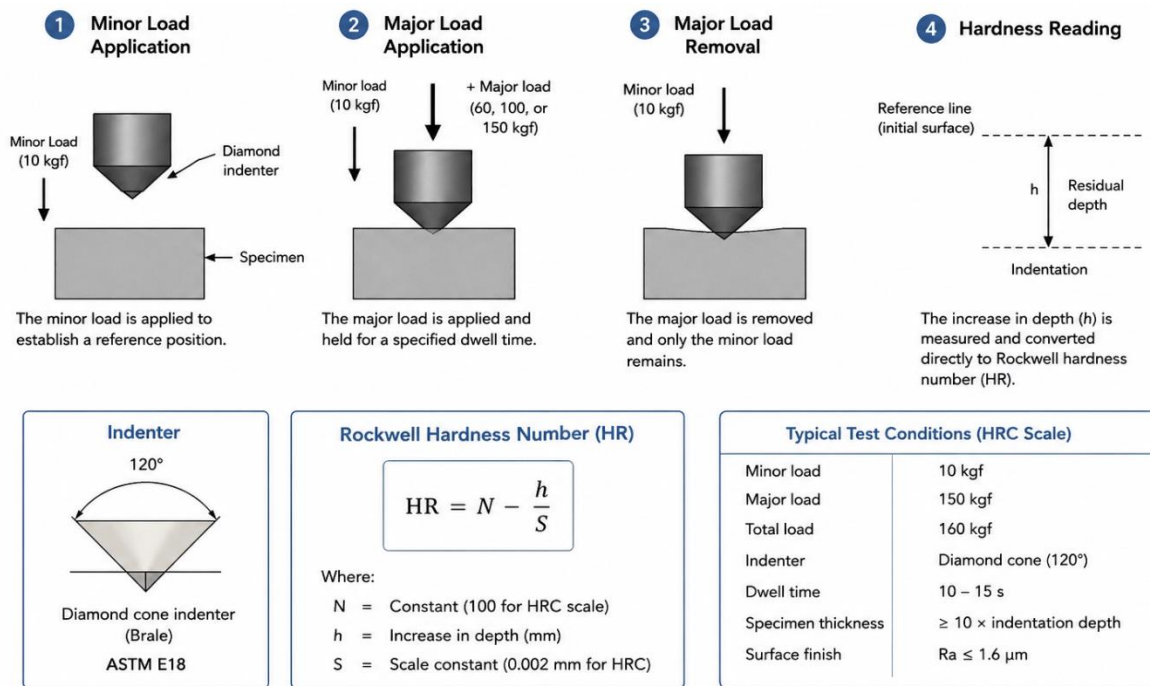 1 Minor Load
Application
Minor Load
(10 kgf)
Diamond
indenter
Specimen
The minor load is applied to
establish a reference position.
2 Major Load
Application
Minor load
(10 kgf)
+ Major load
(60, 100, or
150 kgf)
The major load is applied and
held for a specified dwell time.
3 Major Load
Removal
Minor load
(10 kgf)
The major load is removed
and only the minor load
remains.
4 Hardness Reading
Reference line
(initial surface)
h
Residual
depth
Indentation
The increase in depth (h) is
measured and converted
directly to Rockwell hardness
number (HR).
Indenter
120°
Diamond cone indenter
(Brale)
ASTM E18
Rockwell Hardness Number (HR)
HR = N - h/S
Where:
N = Constant (100 for HRC scale)
h = Increase in depth (mm)
S = Scale constant (0.002 mm for HRC)
Typical Test Conditions (HRC Scale)
Minor load 10 kgf
Major load 150 kgf
Total load 160 kgf
Indenter Diamond cone (120°)
Dwell time 10 – 15 s
Specimen thickness ≥ 10 × indentation depth
Surface finish Ra ≤ 1.6 μm